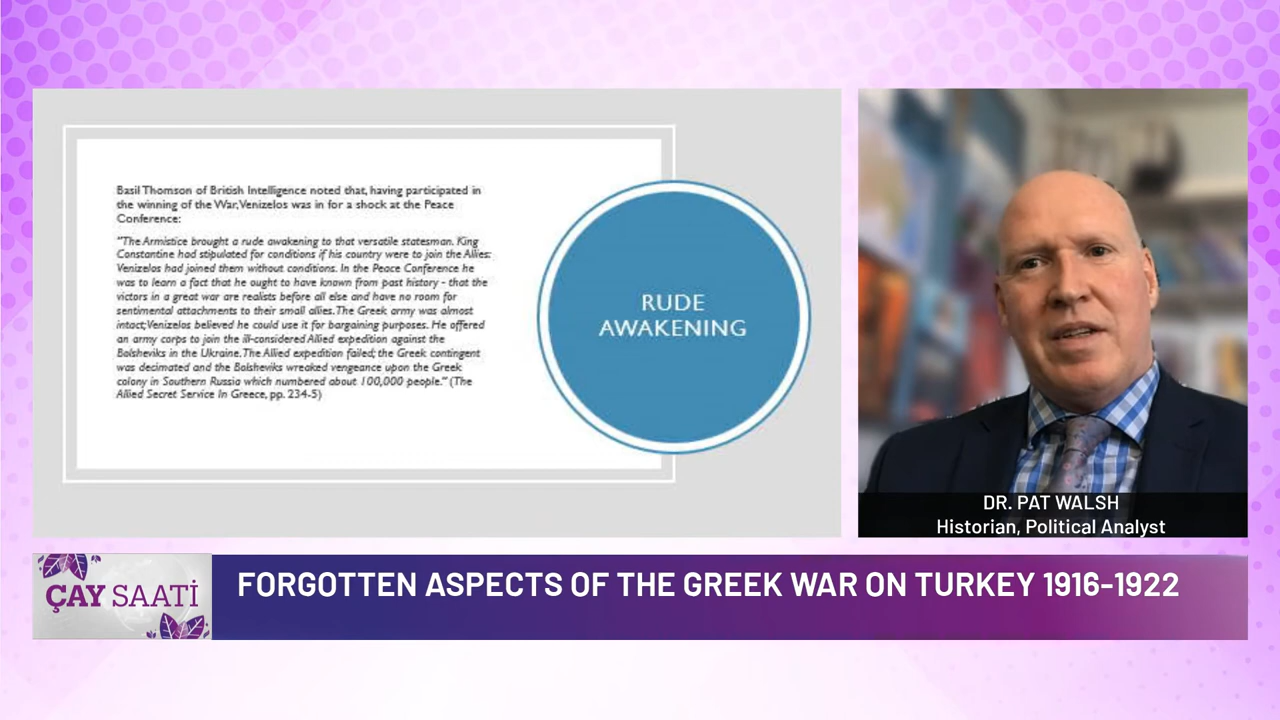 Basil Thomson of British Intelligence noted that, having participated in
the winning of the War, Venizelos was in for a shock at the Peace
Conference:
"The Armistice brought a rude awakening to that versatile statesman. King
Constantine had stipulated for conditions if his country were to join the Allies:
Venizelos had joined them without conditions. In the Peace Conference he
was to learn a fact that he ought to have known from past history - that the
victors in a great war are realists before all else and have no room for
sentimental attachments to their small allies. The Greek army was almost
intact; Venizelos believed he could use it for bargaining purposes. He offered
an army corps to join the ill-considered Allied expedition against the
Bolsheviks in the Ukraine. The Allied expedition failed; the Greek contingent
was decimated and the Bolsheviks wreaked vengeance upon the Greek
colony in Southern Russia which numbered about 100,000 people." (The
Allied Secret Service In Greece, pp. 234-5)
RUDE
AWAKENING
DR. PAT WALSH
Historian, Political Analyst
ÇAY SAATİ
FORGOTTEN ASPECTS OF THE GREEK WAR ON TURKEY 1916-1922